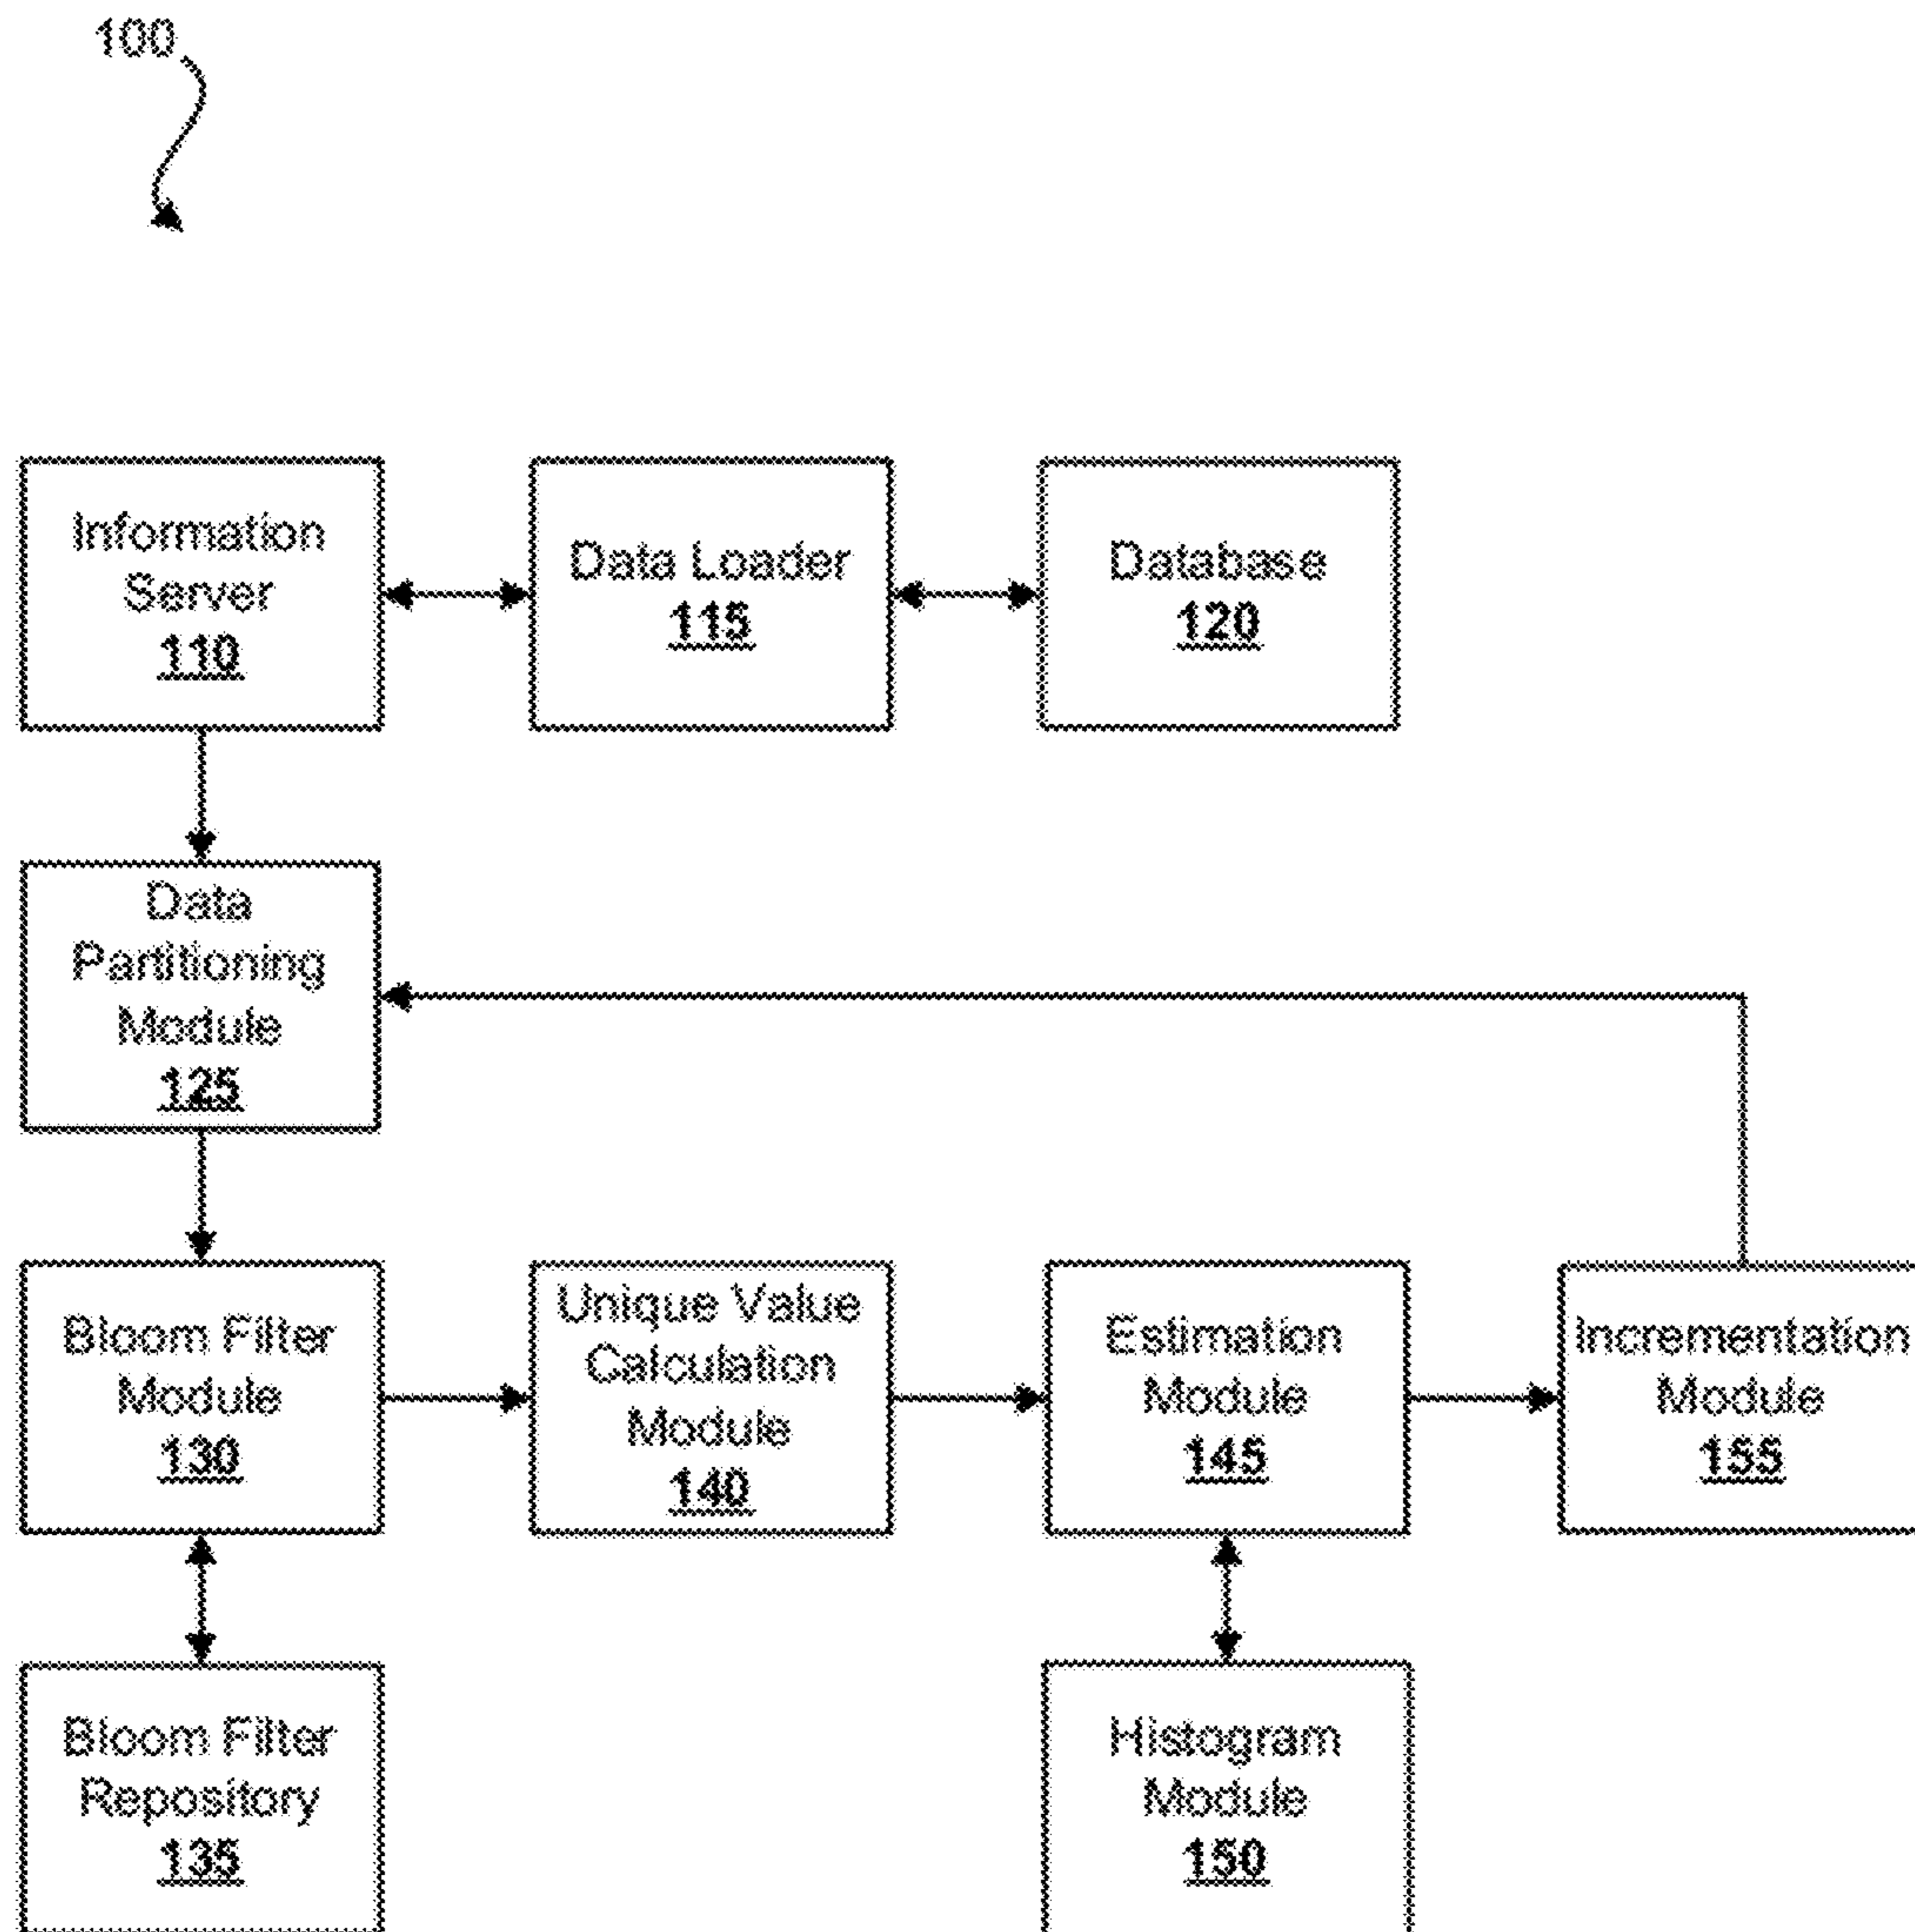 100
Information
Server
110
Data Loader
115
Database
120
Data
Partitioning
Module
125
Bloom Filter
Module
130
Unique Value
Calculation
Module
140
Estimation
Module
145
Incrementation
Module
155
Bloom Filter
Repository
135
Histogram
Module
150